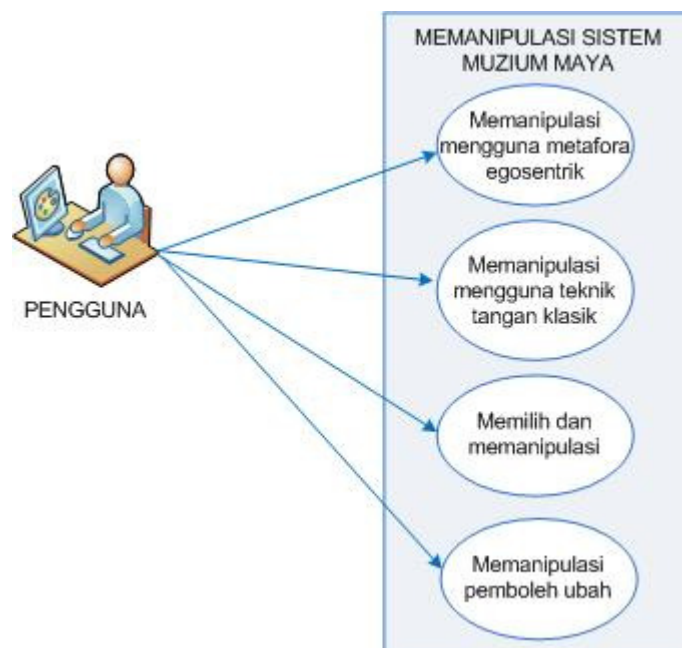 MEMANIPULASI SISTEM
MUZIUM MAYA
Memanipulasi
mengguna metafora
egosentrik
Memanipulasi
mengguna teknik
tangan klasik
PENGGUNA
Memilih dan
memanipulasi
Memanipulasi
pemboleh ubah